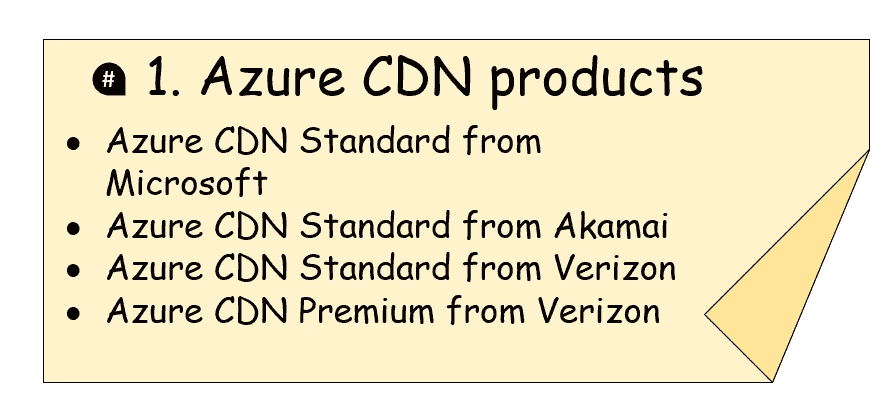 # 1. Azure CDN products
• Azure CDN Standard from
Microsoft
• Azure CDN Standard from Akamai
• Azure CDN Standard from Verizon
• Azure CDN Premium from Verizon